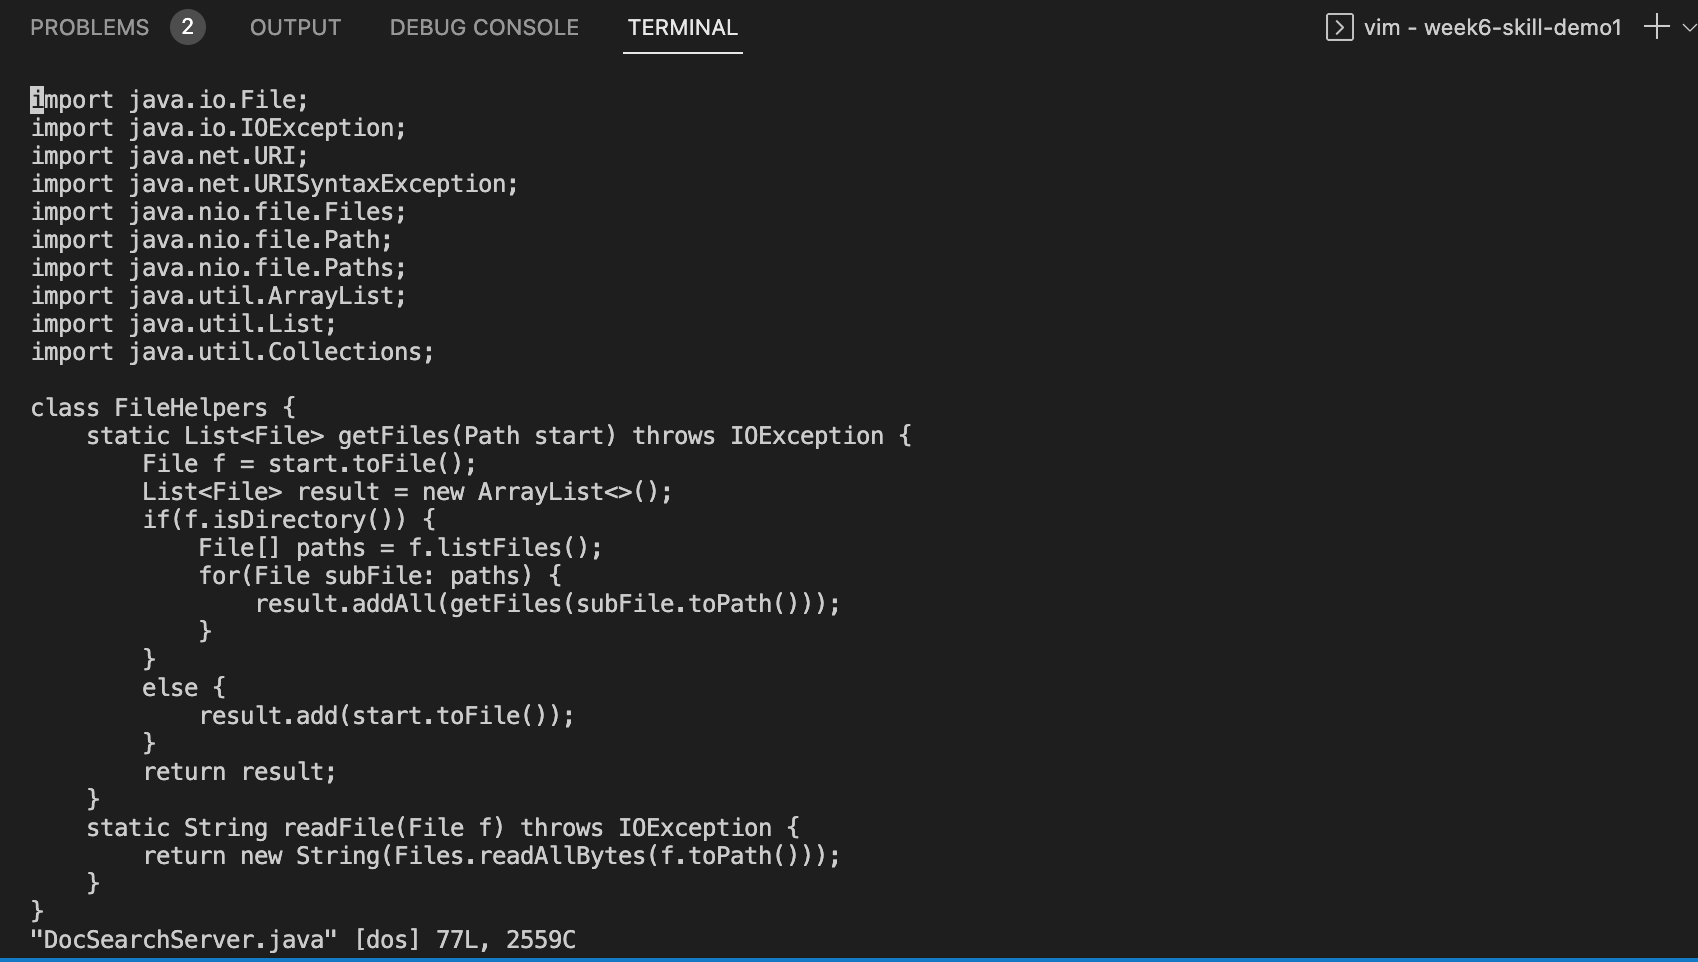 PROBLEMS 2 OUTPUT DEBUG CONSOLE TERMINAL vim - week6-skill-demo1
import java.io.File;
import java.io.IOException;
import java.net.URI;
import java.net.URISyntaxException;
import java.nio.file.Files;
import java.nio.file.Path;
import java.nio.file.Paths;
import java.util.ArrayList;
import java.util.List;
import java.util.Collections;

class FileHelpers {
    static List<File> getFiles(Path start) throws IOException {
        File f = start.toFile();
        List<File> result = new ArrayList<>();
        if(f.isDirectory()) {
            File[] paths = f.listFiles();
            for(File subFile: paths) {
                result.addAll(getFiles(subFile.toPath()));
            }
        }
        else {
            result.add(start.toFile());
        }
        return result;
    }
    static String readFile(File f) throws IOException {
        return new String(Files.readAllBytes(f.toPath()));
    }
}
"DocSearchServer.java" [dos] 77L, 2559C